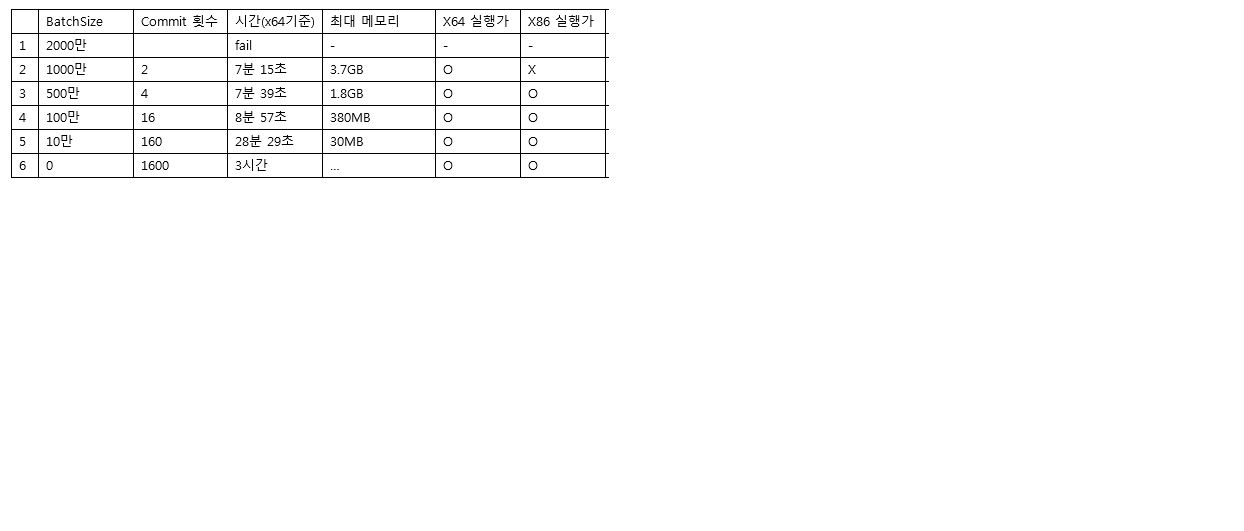 BatchSize Commit 횟수 시간(x64기준) 최대 메모리 X64 실행가 X86 실행가
1 2000만 fail - - -
2 1000만 2 7분 15초 3.7GB O X
3 500만 4 7분 39초 1.8GB O O
4 100만 16 8분 57초 380MB O O
5 10만 160 28분 29초 30MB O O
6 0 1600 3시간 ... O O